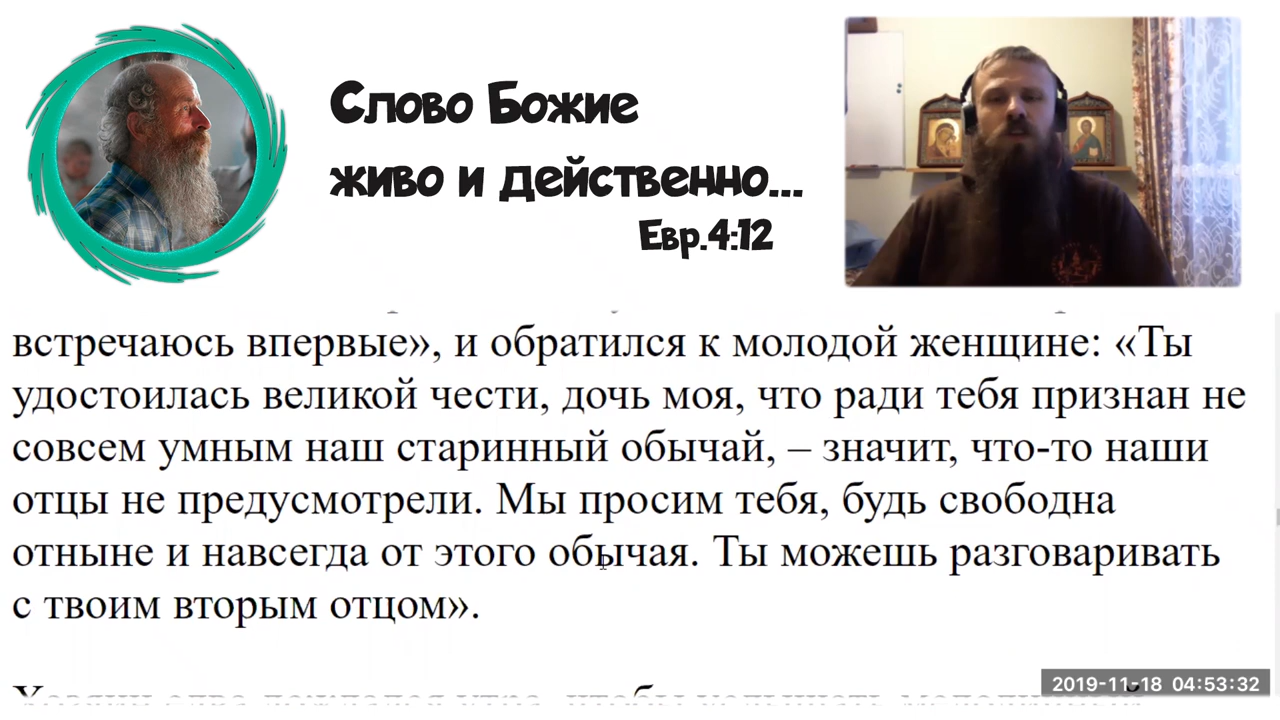 Слово Божие
живо и действенно...
Евр.4:12
встречаюсь впервые», и обратился к молодой женщине: «Ты
удостоилась великой чести, дочь моя, что ради тебя признан не
совсем умным наш старинный обычай, – значит, что-то наши
отцы не предусмотрели. Мы просим тебя, будь свободна
отныне и навсегда от этого обычая. Ты можешь разговаривать
с твоим вторым отцом».
2019-11-18 04:53:32